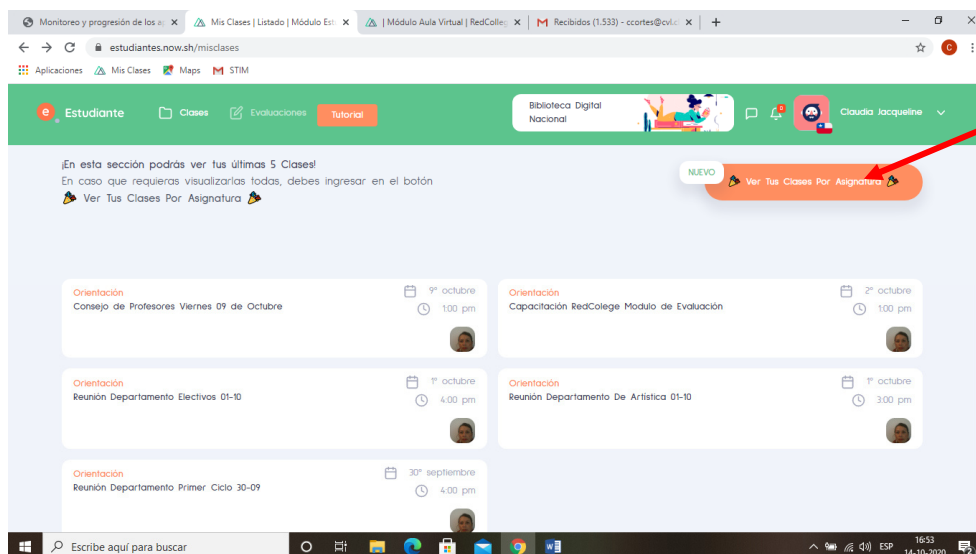 Monitoreo y progresión de los a
Mis Clases | Listado | Módulo Est
| Módulo Aula Virtual | RedColleg
Recibidos (1.533) - ccortes@cvl.c
estudiantes.now.sh/misclases
C
Aplicaciones
Mis Clases
Maps
STIM
e
Estudiante
Clases
Evaluaciones
Tutorial
Biblioteca Digital
Nacional
0
Claudia Jacqueline
¡En esta sección podrás ver tus últimas 5 Clases!
En caso que requieras visualizarlas todas, debes ingresar en el botón
🎉 Ver Tus Clases Por Asignatura 🎉
NUEVO
🎉 Ver Tus Clases Por Asignatura 🎉
Orientación
9° octubre
Consejo de Profesores Viernes 09 de Octubre
1:00 pm
Orientación
2° octubre
Capacitación RedColege Modulo de Evaluación
1:00 pm
Orientación
1° octubre
Reunión Departamento Electivos 01-10
4:00 pm
Orientación
1° octubre
Reunión Departamento De Artística 01-10
3:00 pm
Orientación
30° septiembre
Reunión Departamento Primer Ciclo 30-09
4:00 pm
Escribe aquí para buscar
ESP
16:53
14-10-2020